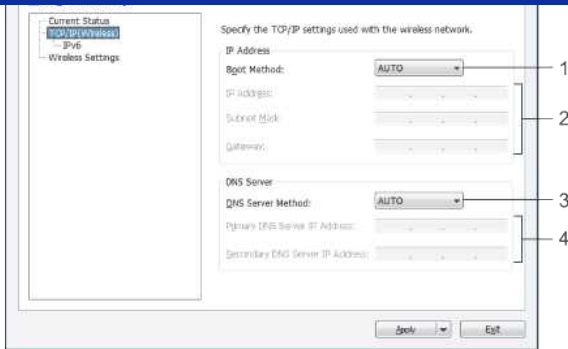 Current Status
TCP/IP(Wireless)
IPv6
Wireless Settings
Specify the TCP/IP settings used with the wireless network.
IP Address
Boot Method: AUTO 1
IP Address:
Subnet Mask: 2
Gateway:
DNS Server
DNS Server Method: AUTO 3
Primary DNS Server IP Address: 4
Secondary DNS Server IP Address:
Apply Exit